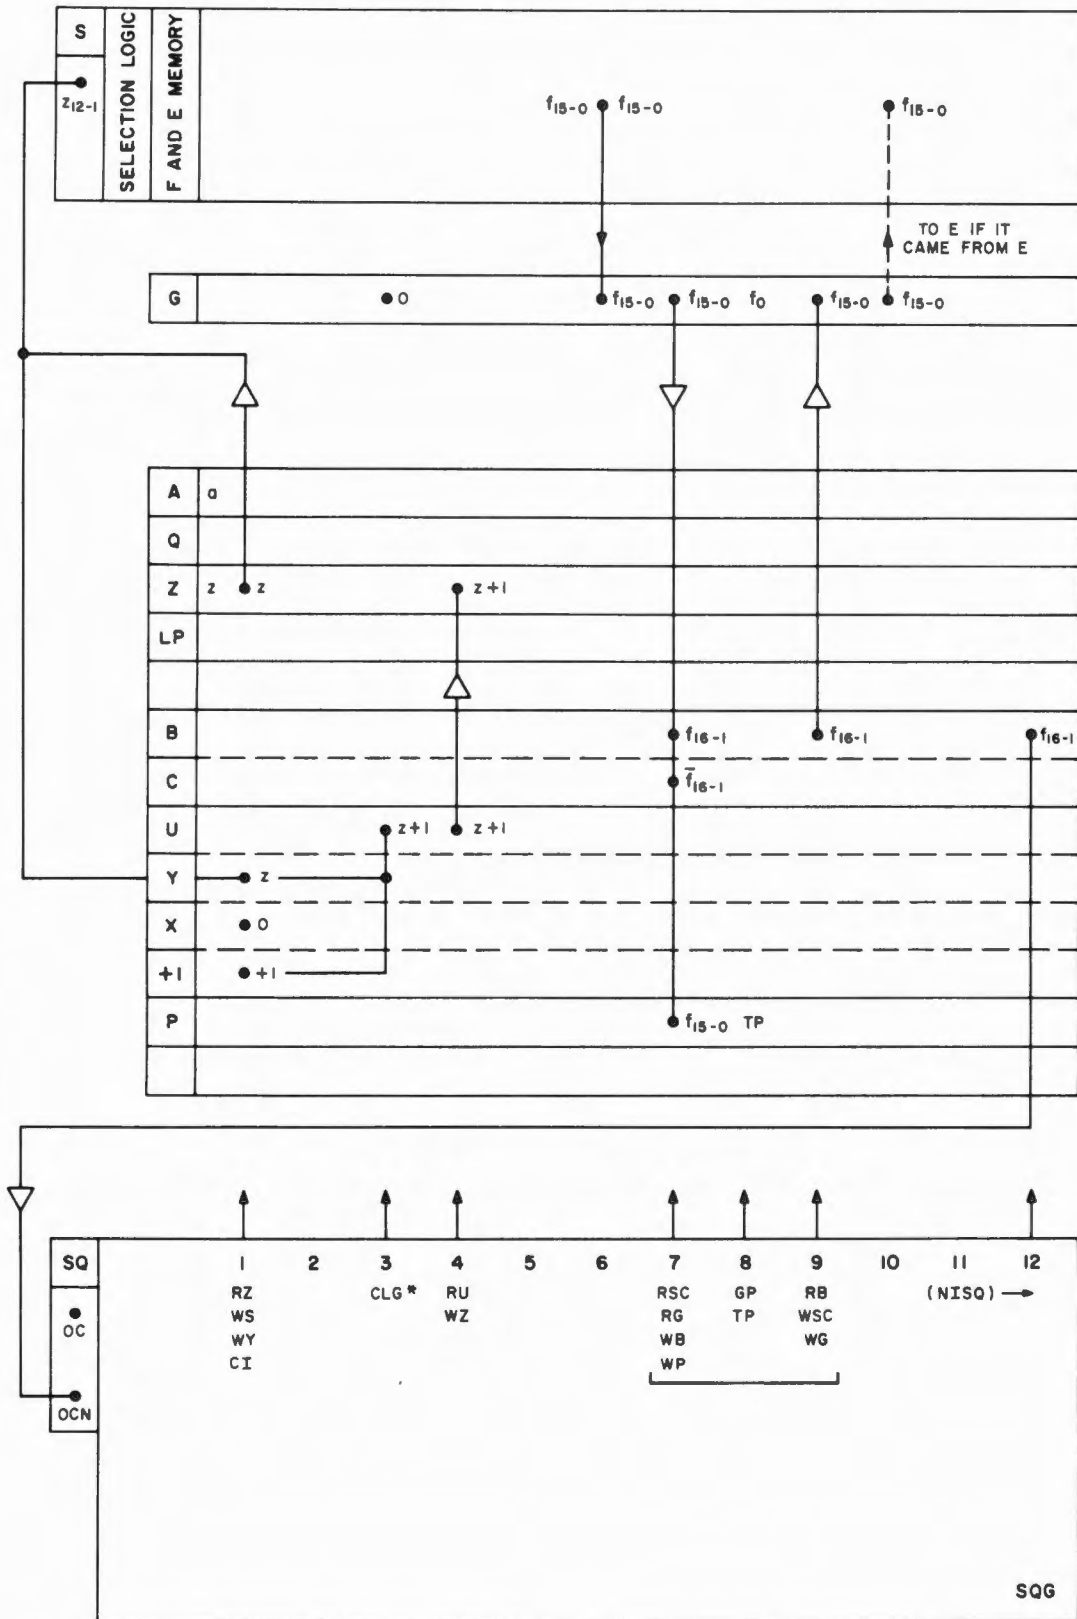 S
SELECTION LOGIC
F AND E MEMORY
z12-1
f15-0 f15-0 f15-0
TO E IF IT
CAME FROM E
G 0 f15-0 f15-0 f0 f15-0 f15-0
A a
Q
Z z z z+1
LP
B f16-1 f16-1 f16-1
C f̅16-1
U z+1 z+1
Y z
X 0
+1 +1
P f15-0 TP
SQ 1 2 3 4 5 6 7 8 9 10 11 12
RZ CLG* RU RSC GP RB (NISQ)
WS WZ RG TP WSC
WY WB WG
CI WP
OC
OCN
SQG